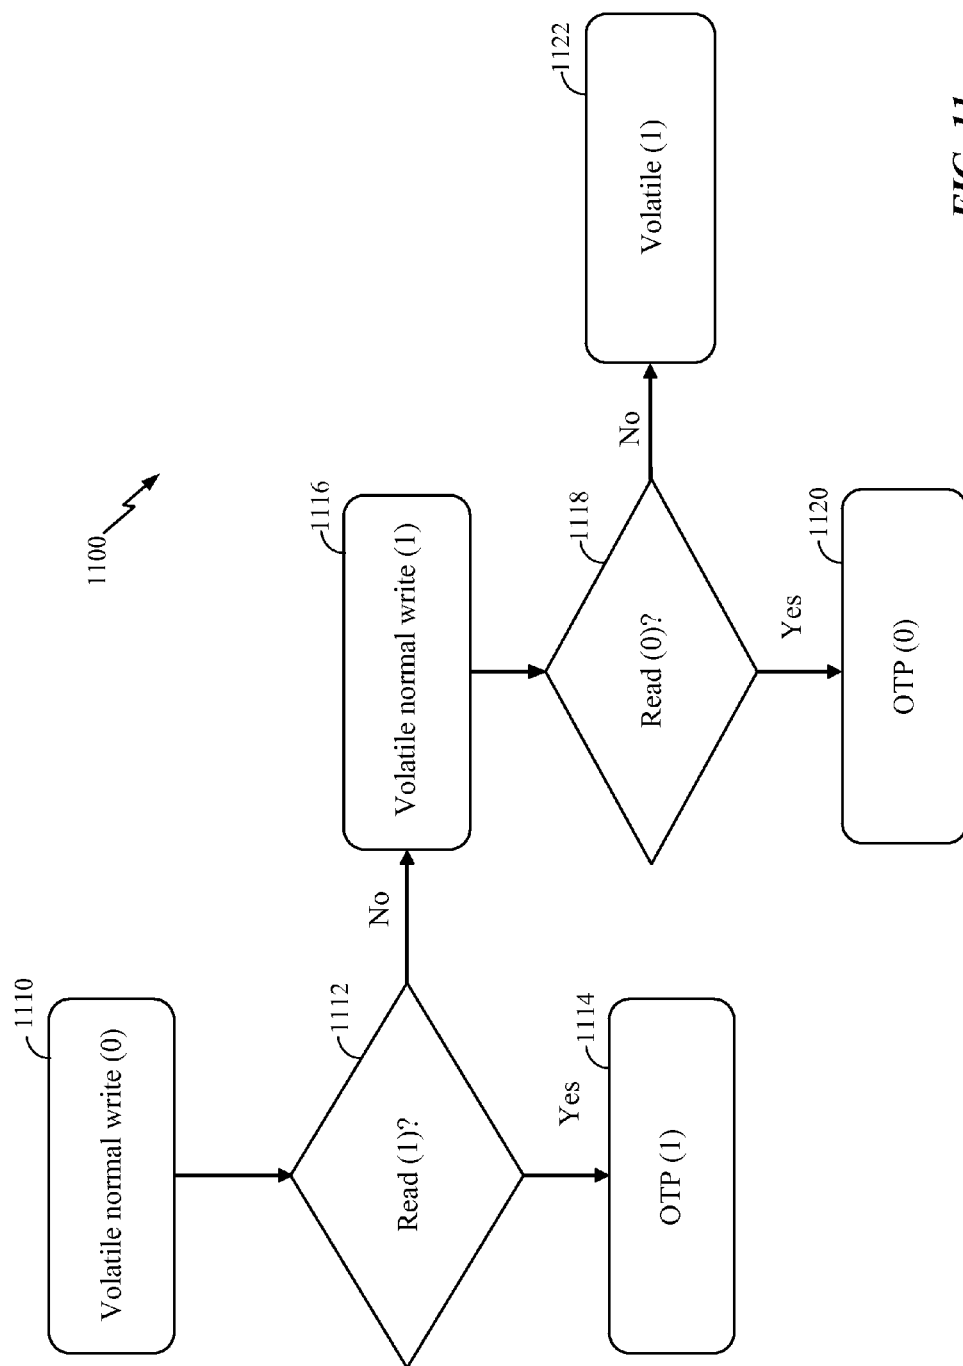 1100
1110
Volatile normal write (0)
1112
Read (1)?
No
Yes
1114
OTP (1)
1116
Volatile normal write (1)
1118
Read (0)?
No
Yes
1120
OTP (0)
1122
Volatile (1)
FIG. 11